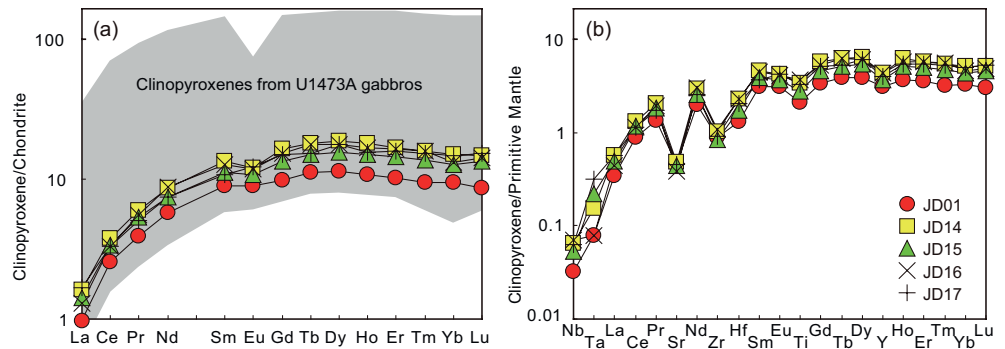 (a)
Clinopyroxene/Chondrite
100
10
1
Clinopyroxenes from U1473A gabbros
La Ce Pr Nd Sm Eu Gd Tb Dy Ho Er Tm Yb Lu
(b)
Clinopyroxene/Primitive Mantle
10
1
0.1
0.01
JD01
JD14
JD15
JD16
JD17
Nb La Pr Nd Hf Eu Gd Dy Ho Tm Lu
Ta Ce Sr Zr Sm Ti Tb Y Er Yb